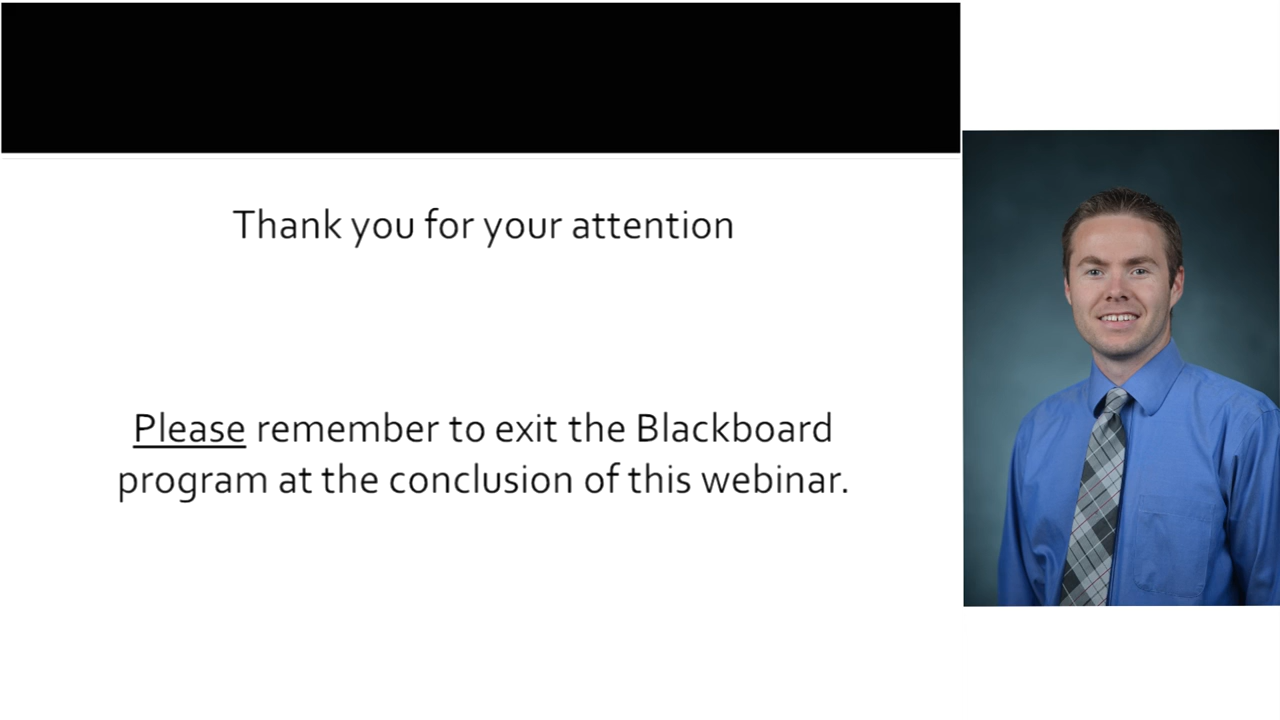 Thank you for your attention
Please remember to exit the Blackboard
program at the conclusion of this webinar.